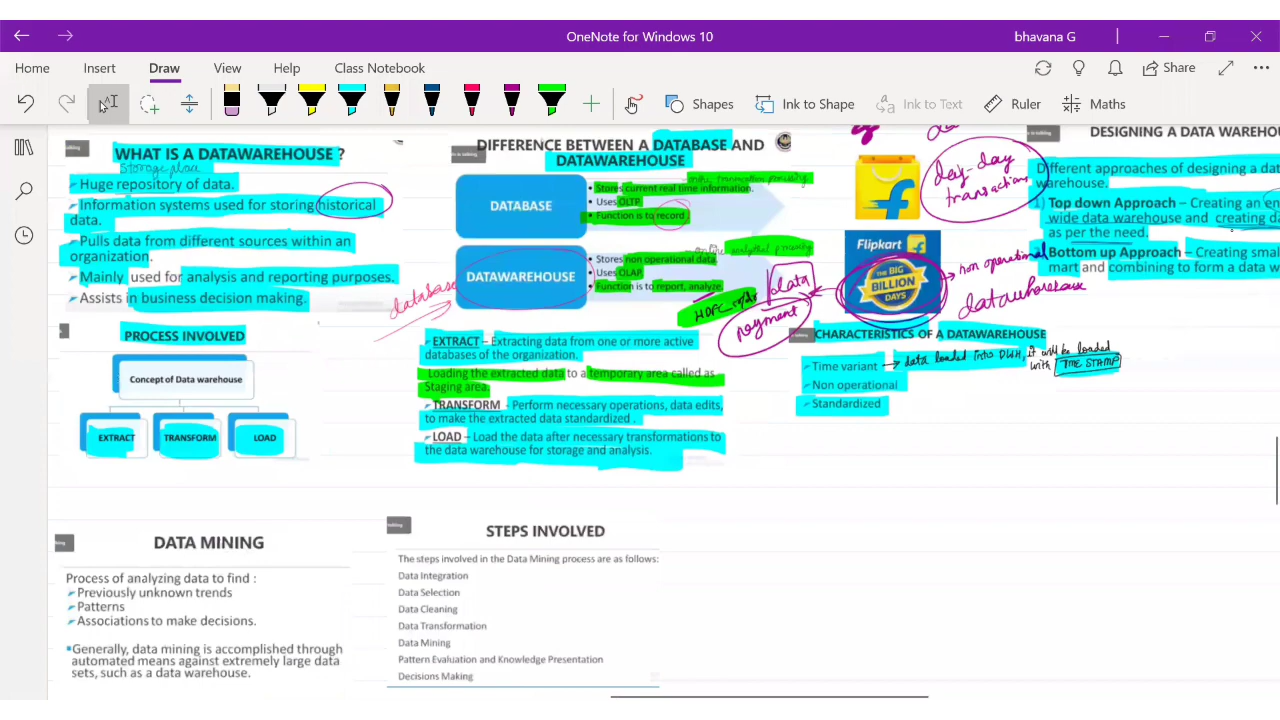 OneNote for Windows 10
bhavana G
Home
Insert
Draw
View
Help
Class Notebook
Share
Shapes
Ink to Shape
Ink to Text
Ruler
Maths
WHAT IS A DATAWAREHOUSE ?
Storage place
Huge repository of data.
Information systems used for storing historical
data.
Pulls data from different sources within an
organization.
Mainly used for analysis and reporting purposes.
Assists in business decision making.
PROCESS INVOLVED
Concept of Data warehouse
EXTRACT
TRANSFORM
LOAD
DIFFERENCE BETWEEN A DATABASE AND
DATAWAREHOUSE
DATABASE
Stores current real time information.
Uses OLTP
Function is to record
DATAWAREHOUSE
Stores non operational data
Uses OLAP
Function is to report, analyze.
database
data
payment
EXTRACT – Extracting data from one or more active
databases of the organization.
Loading the extracted data to a temporary area called as
Staging area.
TRANSFORM - Perform necessary operations, data edits,
to make the extracted data standardized .
LOAD – Load the data after necessary transformations to
the data warehouse for storage and analysis.
day-day
transactions
Flipkart
THE BIG
BILLION
DAYS
non operational
datawarehouse
CHARACTERISTICS OF A DATAWAREHOUSE
Time variant → data loaded into DWH, it will be loaded
with TIME STAMP
Non operational
Standardized
DESIGNING A DATA WAREHOU
Different approaches of designing a da
warehouse.
1) Top down Approach – Creating an en
wide data warehouse and creating da
as per the need.
1) Bottom up Approach – Creating smal
mart and combining to form a data w
DATA MINING
Process of analyzing data to find :
Previously unknown trends
Patterns
Associations to make decisions.
Generally, data mining is accomplished through
automated means against extremely large data
sets, such as a data warehouse.
STEPS INVOLVED
The steps involved in the Data Mining process are as follows:
Data Integration
Data Selection
Data Cleaning
Data Transformation
Data Mining
Pattern Evaluation and Knowledge Presentation
Decisions Making